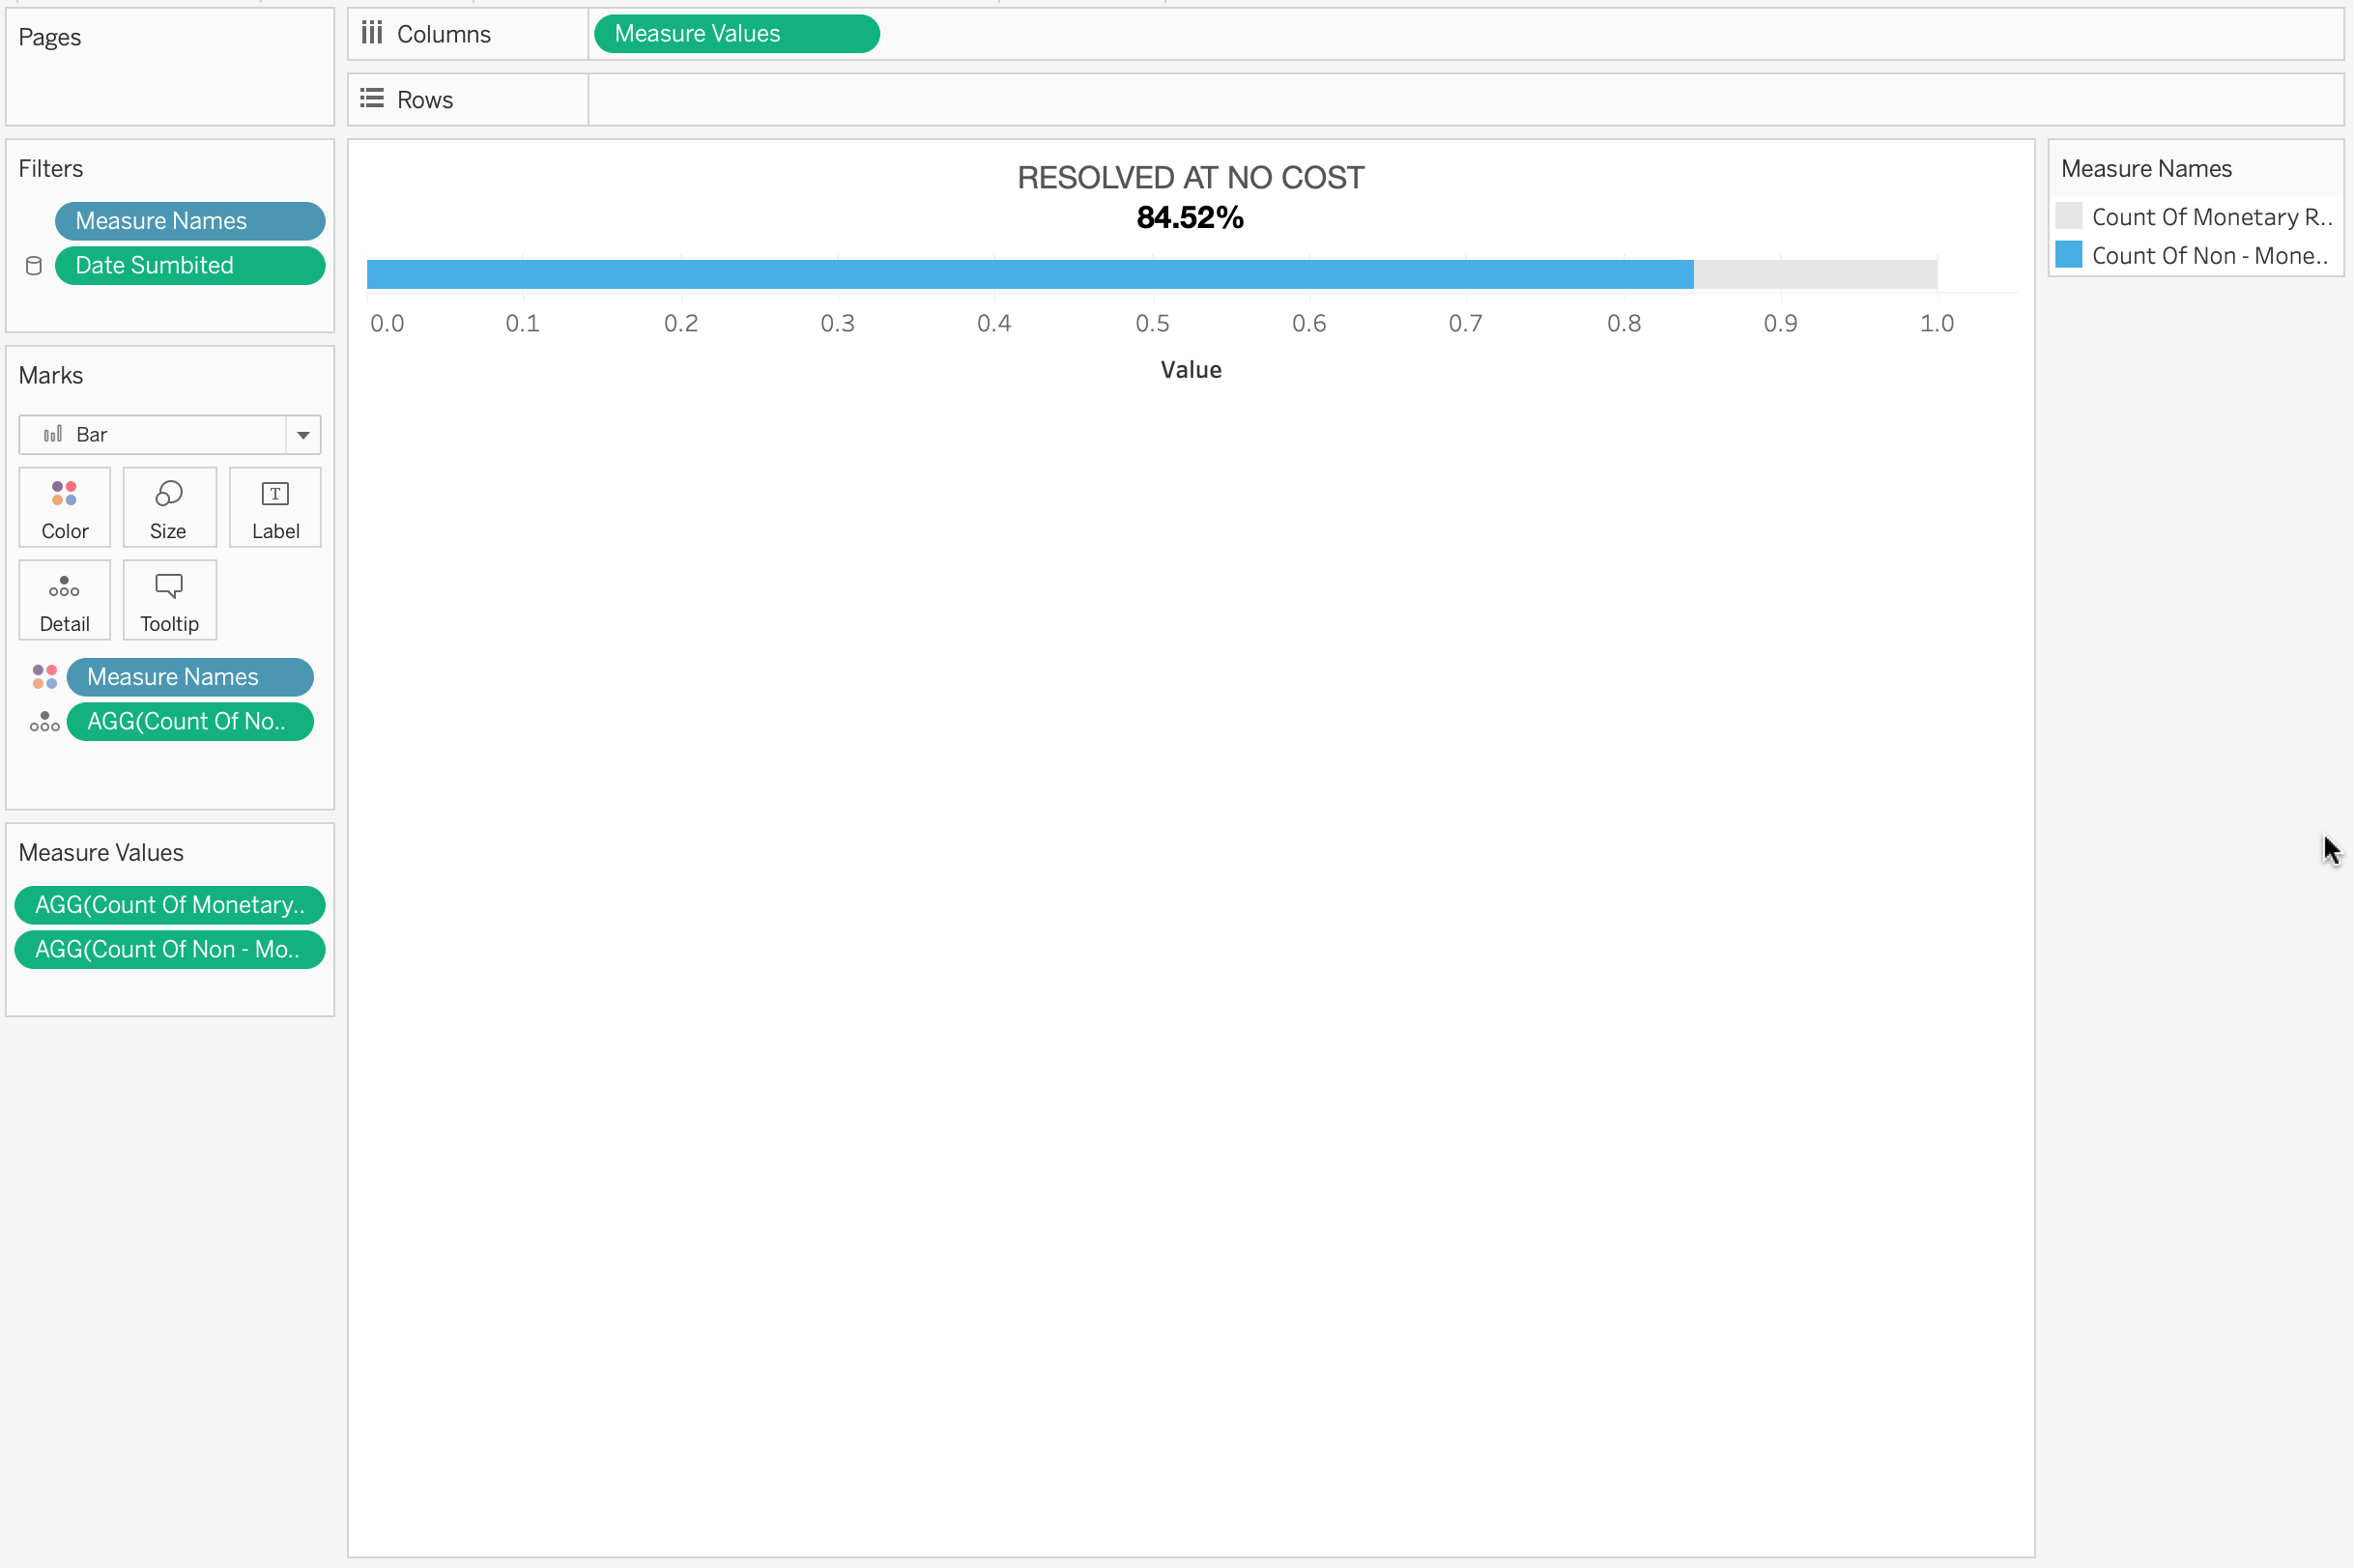 Pages
Columns
Measure Values
Rows
Filters
Measure Names
Date Sumbited
Marks
Bar
Color
Size
Label
Detail
Tooltip
Measure Names
AGG(Count Of No..
Measure Values
AGG(Count Of Monetary..
AGG(Count Of Non - Mo..
RESOLVED AT NO COST
84.52%
0.0 0.1 0.2 0.3 0.4 0.5 0.6 0.7 0.8 0.9 1.0
Value
Measure Names
Count Of Monetary R..
Count Of Non - Mone..